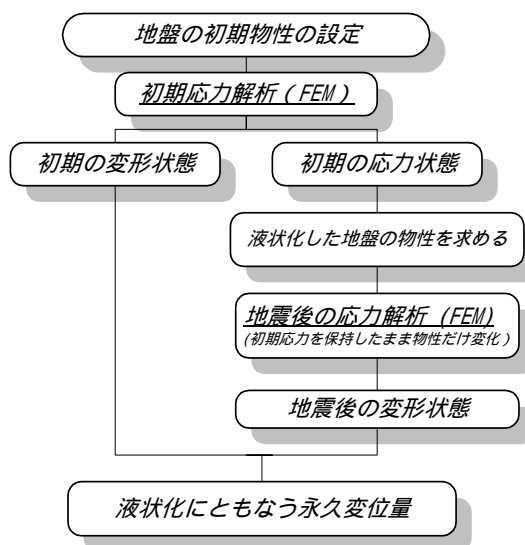 地盤の初期物性の設定
初期応力解析(FEM)
初期の変形状態
初期の応力状態
液状化した地盤の物性を求める
地震後の応力解析 (FEM)
(初期応力を保持したまま物性だけ変化)
地震後の変形状態
液状化にともなう永久変位量